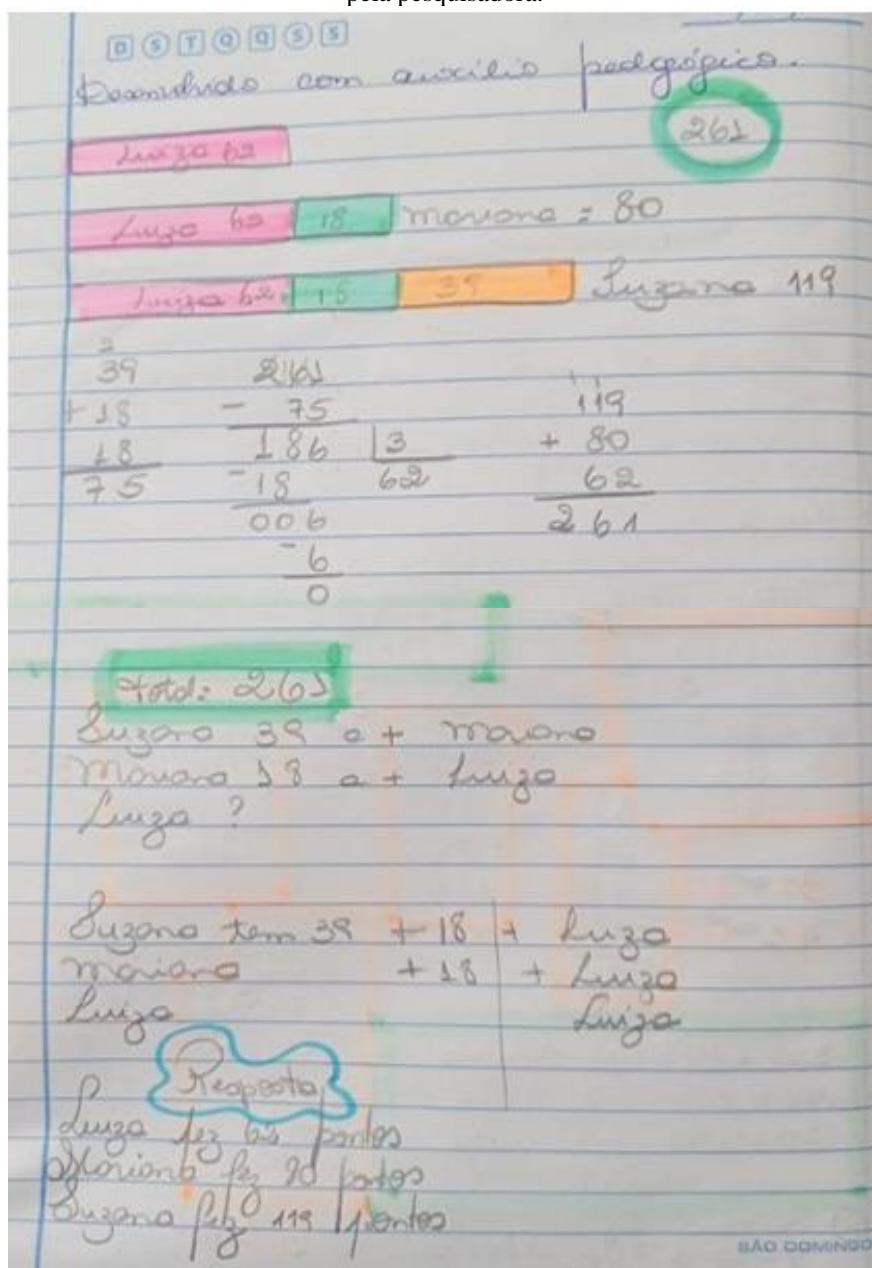 pela pesquisadora.
D S T Q Q S S
Desenvolvido com auxílio pedagógico.
261
Luiza 62
Luiza 62 18 Mariana = 80
Luiza 62 18 39 Suzana 119
2
39 261 119
+ 18 - 75 + 80
18 186 3 62
75 - 18 62 261
006
- 6
0
total: 261
Suzana 39 a + Mariana
Mariana 18 a + Luiza
Luiza ?
Suzana tem 39 + 18 + Luiza
Mariana + 18 + Luiza
Luiza Luiza
Resposta
Luiza fez 62 pontos
Mariana fez 80 pontos
Suzana fez 119 pontos
SÃO DOMINGO